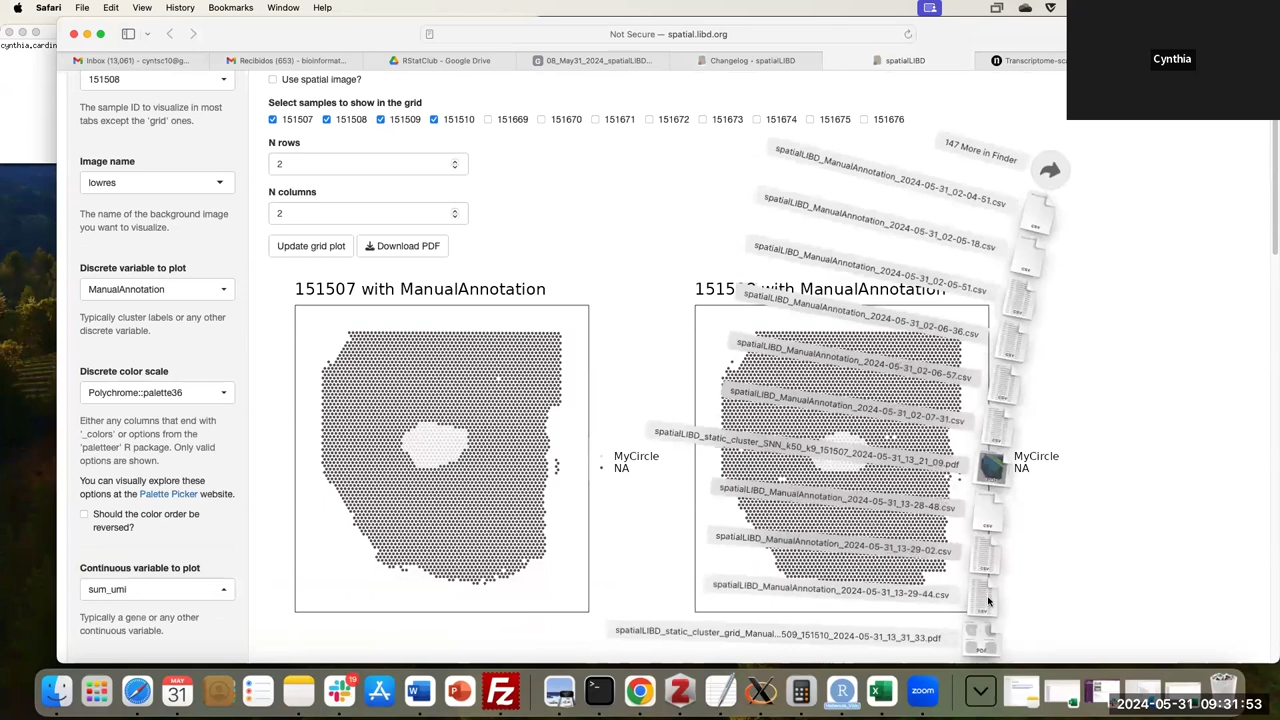 Safari File Edit View History Bookmarks Window Help
cynthia.cardin
Not Secure — spatial.libd.org
Inbox (13,061) – cyntsc10@g...
Recibidos (653) – bioinformat...
RStatClub – Google Drive
08_May31_2024_spatialLIBD...
Changelog • spatialLIBD
spatialLIBD
Transcriptome-sca
Cynthia
151508
The sample ID to visualize in most
tabs except the 'grid' ones.
Image name
lowres
The name of the background image
you want to visualize.
Discrete variable to plot
ManualAnnotation
Typically cluster labels or any other
discrete variable.
Discrete color scale
Polychrome::palette36
Either any columns that end with
'_colors' or options from the
'paletteer' R package. Only valid
options are shown.
You can visually explore these
options at the Palette Picker website.
Should the color order be
reversed?
Continuous variable to plot
sum_umi
Typically a gene or any other
continuous variable.
Use spatial image?
Select samples to show in the grid
151507 151508 151509 151510 151669 151670 151671 151672 151673 151674 151675 151676
N rows
2
N columns
2
Update grid plot
Download PDF
151507 with ManualAnnotation
MyCircle
NA
with ManualAnnotation
MyCircle
NA
147 More in Finder
spatialLIBD_ManualAnnotation_2024-05-31_02-04-51.csv
spatialLIBD_ManualAnnotation_2024-05-31_02-05-18.csv
spatialLIBD_ManualAnnotation_2024-05-31_02-05-51.csv
spatialLIBD_ManualAnnotation_2024-05-31_02-06-36.csv
spatialLIBD_ManualAnnotation_2024-05-31_02-06-57.csv
spatialLIBD_ManualAnnotation_2024-05-31_02-07-31.csv
spatialLIBD_static_cluster_SNN_k50_k9_151507_2024-05-31_13_21_09.pdf
spatialLIBD_ManualAnnotation_2024-05-31_13-28-48.csv
spatialLIBD_ManualAnnotation_2024-05-31_13-29-02.csv
spatialLIBD_ManualAnnotation_2024-05-31_13-29-44.csv
spatialLIBD_static_cluster_grid_Manual...509_151510_2024-05-31_13_31_33.pdf
MAY
31
19
zoom
2024-05-31 09:31:53